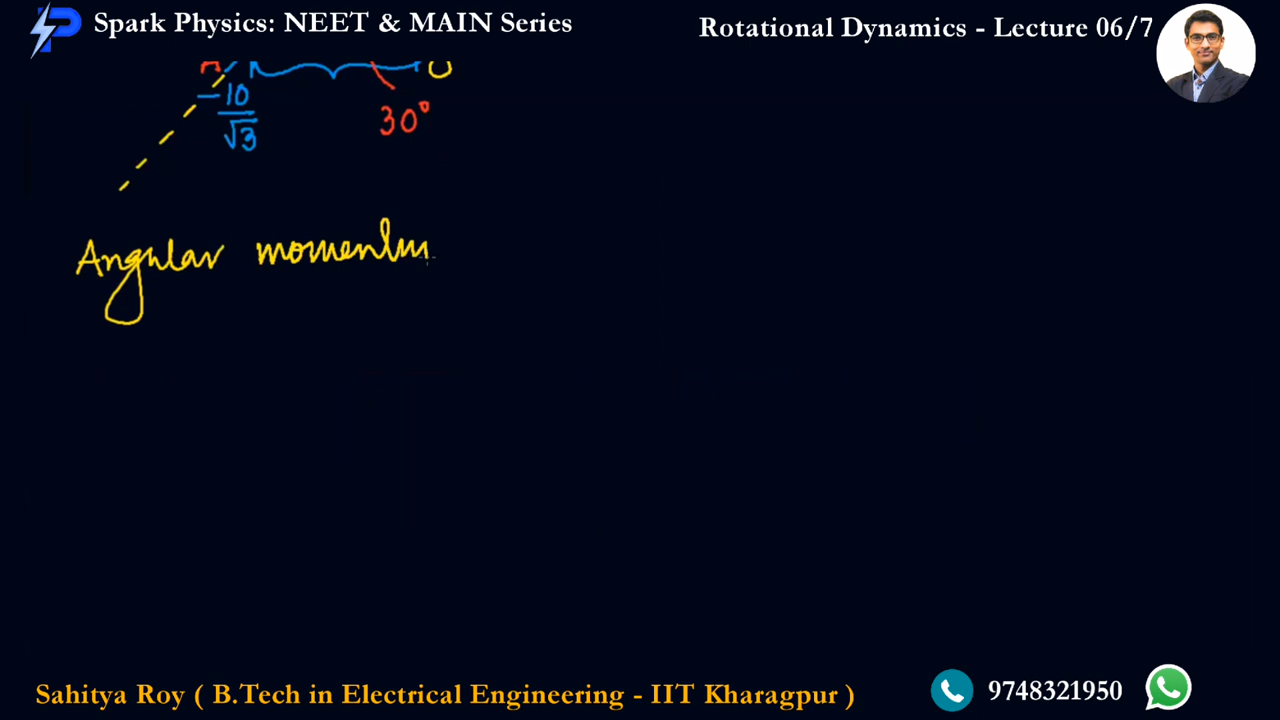 Spark Physics: NEET & MAIN Series
Rotational Dynamics - Lecture 06/7
A
O
-10
√3
30°
Angular momentum
Sahitya Roy ( B.Tech in Electrical Engineering - IIT Kharagpur )
9748321950